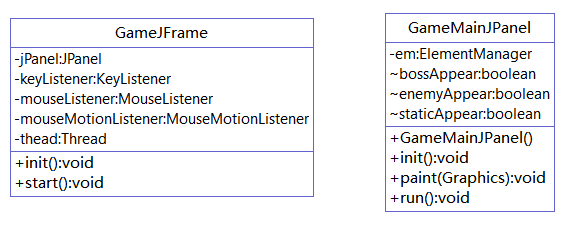 GameJFrame
-jPanel:JPanel
-keyListener:KeyListener
-mouseListener:MouseListener
-mouseMotionListener:MouseMotionListener
-thead:Thread
+init():void
+start():void
GameMainJPanel
-em:ElementManager
~bossAppear:boolean
~enemyAppear:boolean
~staticAppear:boolean
+GameMainJPanel()
+init():void
+paint(Graphics):void
+run():void